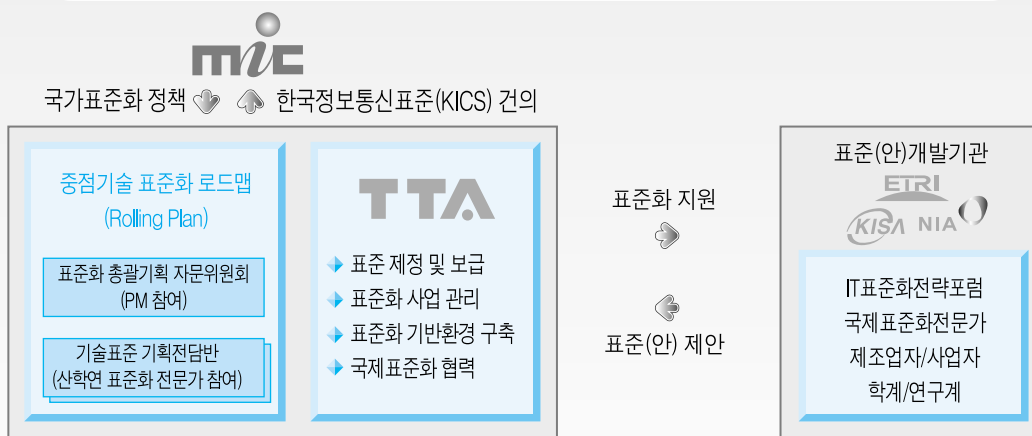 mic
국가표준화 정책 한국정보통신표준(KICS) 건의
중점기술 표준화 로드맵
(Rolling Plan)
표준화 총괄기획 자문위원회
(PM 참여)
기술표준 기획전담반
(산학연 표준화 전문가 참여)
TTA
표준 제정 및 보급
표준화 사업 관리
표준화 기반환경 구축
국제표준화 협력
표준화 지원
표준(안) 제안
표준(안)개발기관
ETRI
KISA NIA
IT표준화전략포럼
국제표준화전문가
제조업자/사업자
학계/연구계